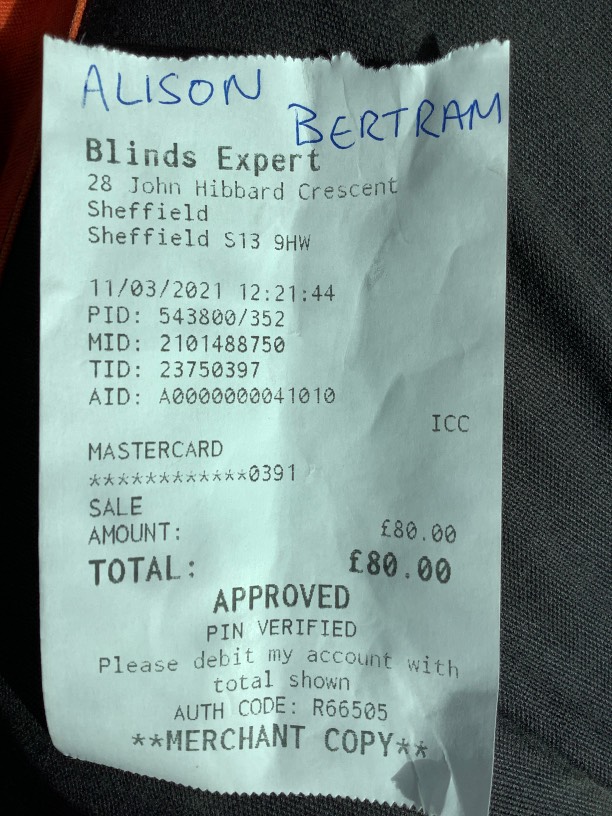 ALISON
BERTRAM
Blinds Expert
28 John Hibbard Crescent
Sheffield
Sheffield S13 9HW
11/03/2021 12:21:44
PID: 543800/352
MID: 2101488750
TID: 23750397
AID: A0000000041010
ICC
MASTERCARD
************0391
SALE
AMOUNT: £80.00
TOTAL: £80.00
APPROVED
PIN VERIFIED
Please debit my account with
total shown
AUTH CODE: R66505
**MERCHANT COPY**